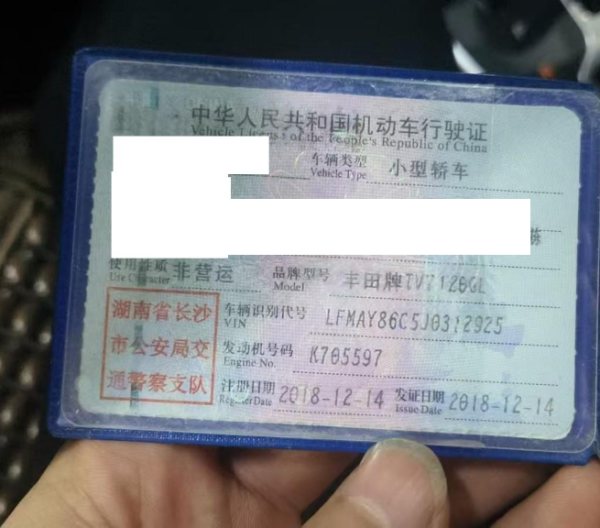 中华人民共和国机动车行驶证
Vehicle License of the People's Republic of China
车辆类型 小型轿车
Vehicle Type
栋
使用性质 非营运 品牌型号 丰田牌TV7126GL
Use Character Model
湖南省长沙 车辆识别代号 LFMAY86C5J0312925
VIN
市公安局交 发动机号码 K705597
Engine No.
通警察支队 注册日期 2018-12-14 发证日期 2018-12-14
Register Date Issue Date